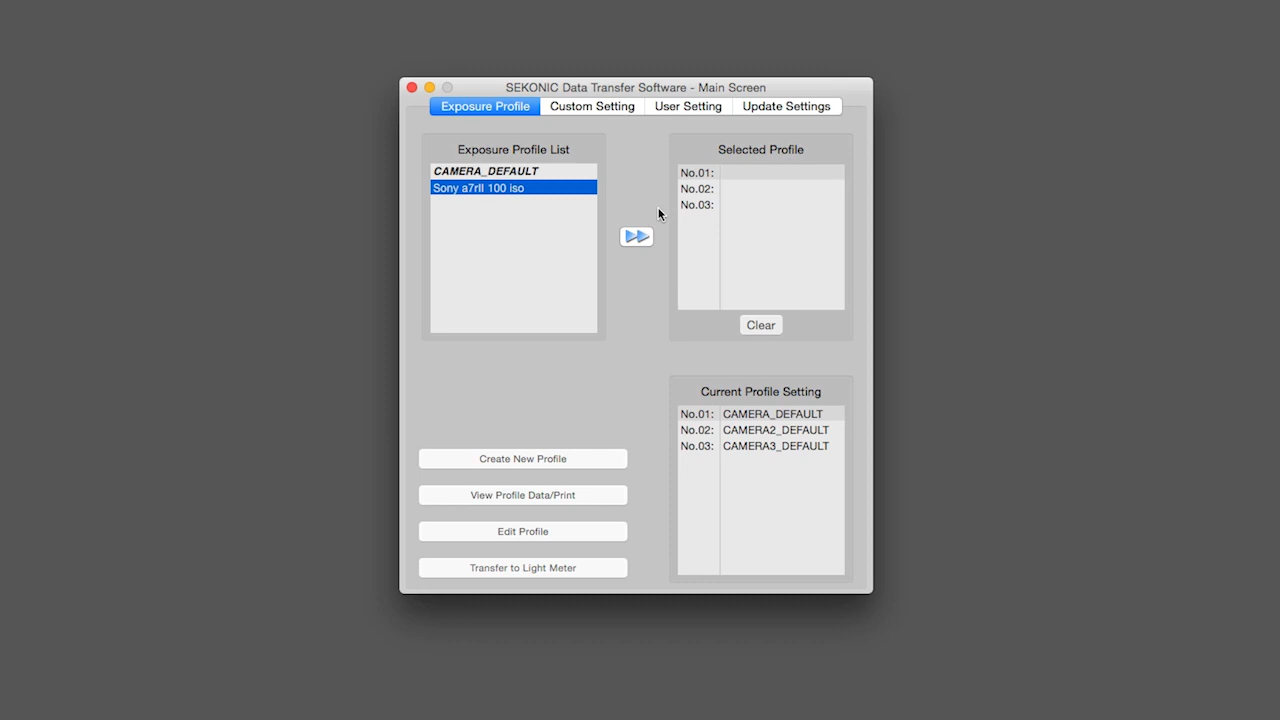 SEKONIC Data Transfer Software - Main Screen
Exposure Profile
Custom Setting
User Setting
Update Settings
Exposure Profile List
CAMERA_DEFAULT
Sony a7rII 100 iso
Selected Profile
No.01:
No.02:
No.03:
Clear
Current Profile Setting
No.01: CAMERA_DEFAULT
No.02: CAMERA2_DEFAULT
No.03: CAMERA3_DEFAULT
Create New Profile
View Profile Data/Print
Edit Profile
Transfer to Light Meter